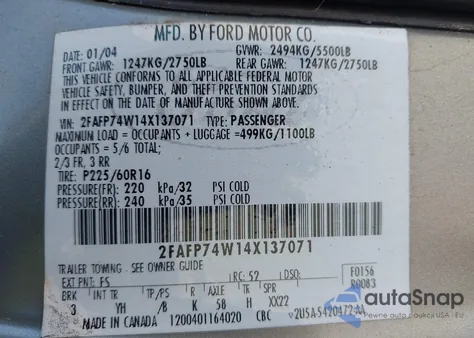 MFD. BY FORD MOTOR CO.
DATE: 01/04 GVWR: 2494KG/5500LB
FRONT GAWR: 1247KG/2750LB REAR GAWR: 1247KG/2750LB
THIS VEHICLE CONFORMS TO ALL APPLICABLE FEDERAL MOTOR
VEHICLE SAFETY, BUMPER, AND THEFT PREVENTION STANDARDS
IN EFFECT ON THE DATE OF MANUFACTURE SHOWN ABOVE.
VIN: 2FAFP74W14X137071 TYPE: PASSENGER
MAXIMUM LOAD = OCCUPANTS + LUGGAGE =499KG/1100LB
OCCUPANTS = 5/6 TOTAL;
2/3 FR, 3 RR
TIRE: P225/60R16
PRESSURE(FR) 220 kPa/32 PSI COLD
PRESSURE(RR) 240 kPa/35 PSI COLD
2FAFP74W14X137071
TRAILER TOWING - SEE OWNER GUIDE
EXT PNT: FS RC: 52 DSO: F0156
BRK INT TR TP/PS R AXLE TR SPR R0083
3 YH /B K 58 H XX22
MADE IN CANADA 1200401164020 CBC
AutoSnap